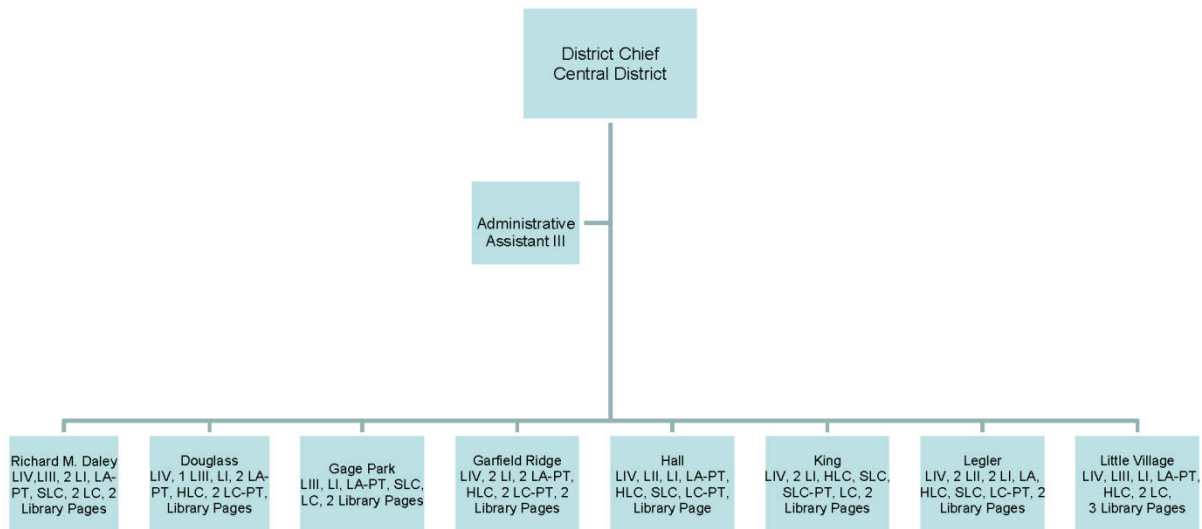 District Chief
Central District
Administrative
Assistant III
Richard M. Daley
LIV,LIII, 2 LI, LA-
PT, SLC, 2 LC, 2
Library Pages
Douglass
LIV, 1 LIII, LI, 2 LA-
PT, HLC, 2 LC-PT,
Library Pages
Gage Park
LIII, LI, LA-PT, SLC,
LC, 2 Library Pages
Garfield Ridge
LIV, 2 LI, 2 LA-PT,
HLC, 2 LC-PT, 2
Library Pages
Hall
LIV, LII, LI, LA-PT,
HLC, SLC, LC-PT,
Library Page
King
LIV, 2 LI, HLC, SLC,
SLC-PT, LC, 2
Library Pages
Legler
LIV, 2 LII, 2 LI, LA,
HLC, SLC, LC-PT, 2
Library Pages
Little Village
LIV, LIII, LI, LA-PT,
HLC, 2 LC,
3 Library Pages